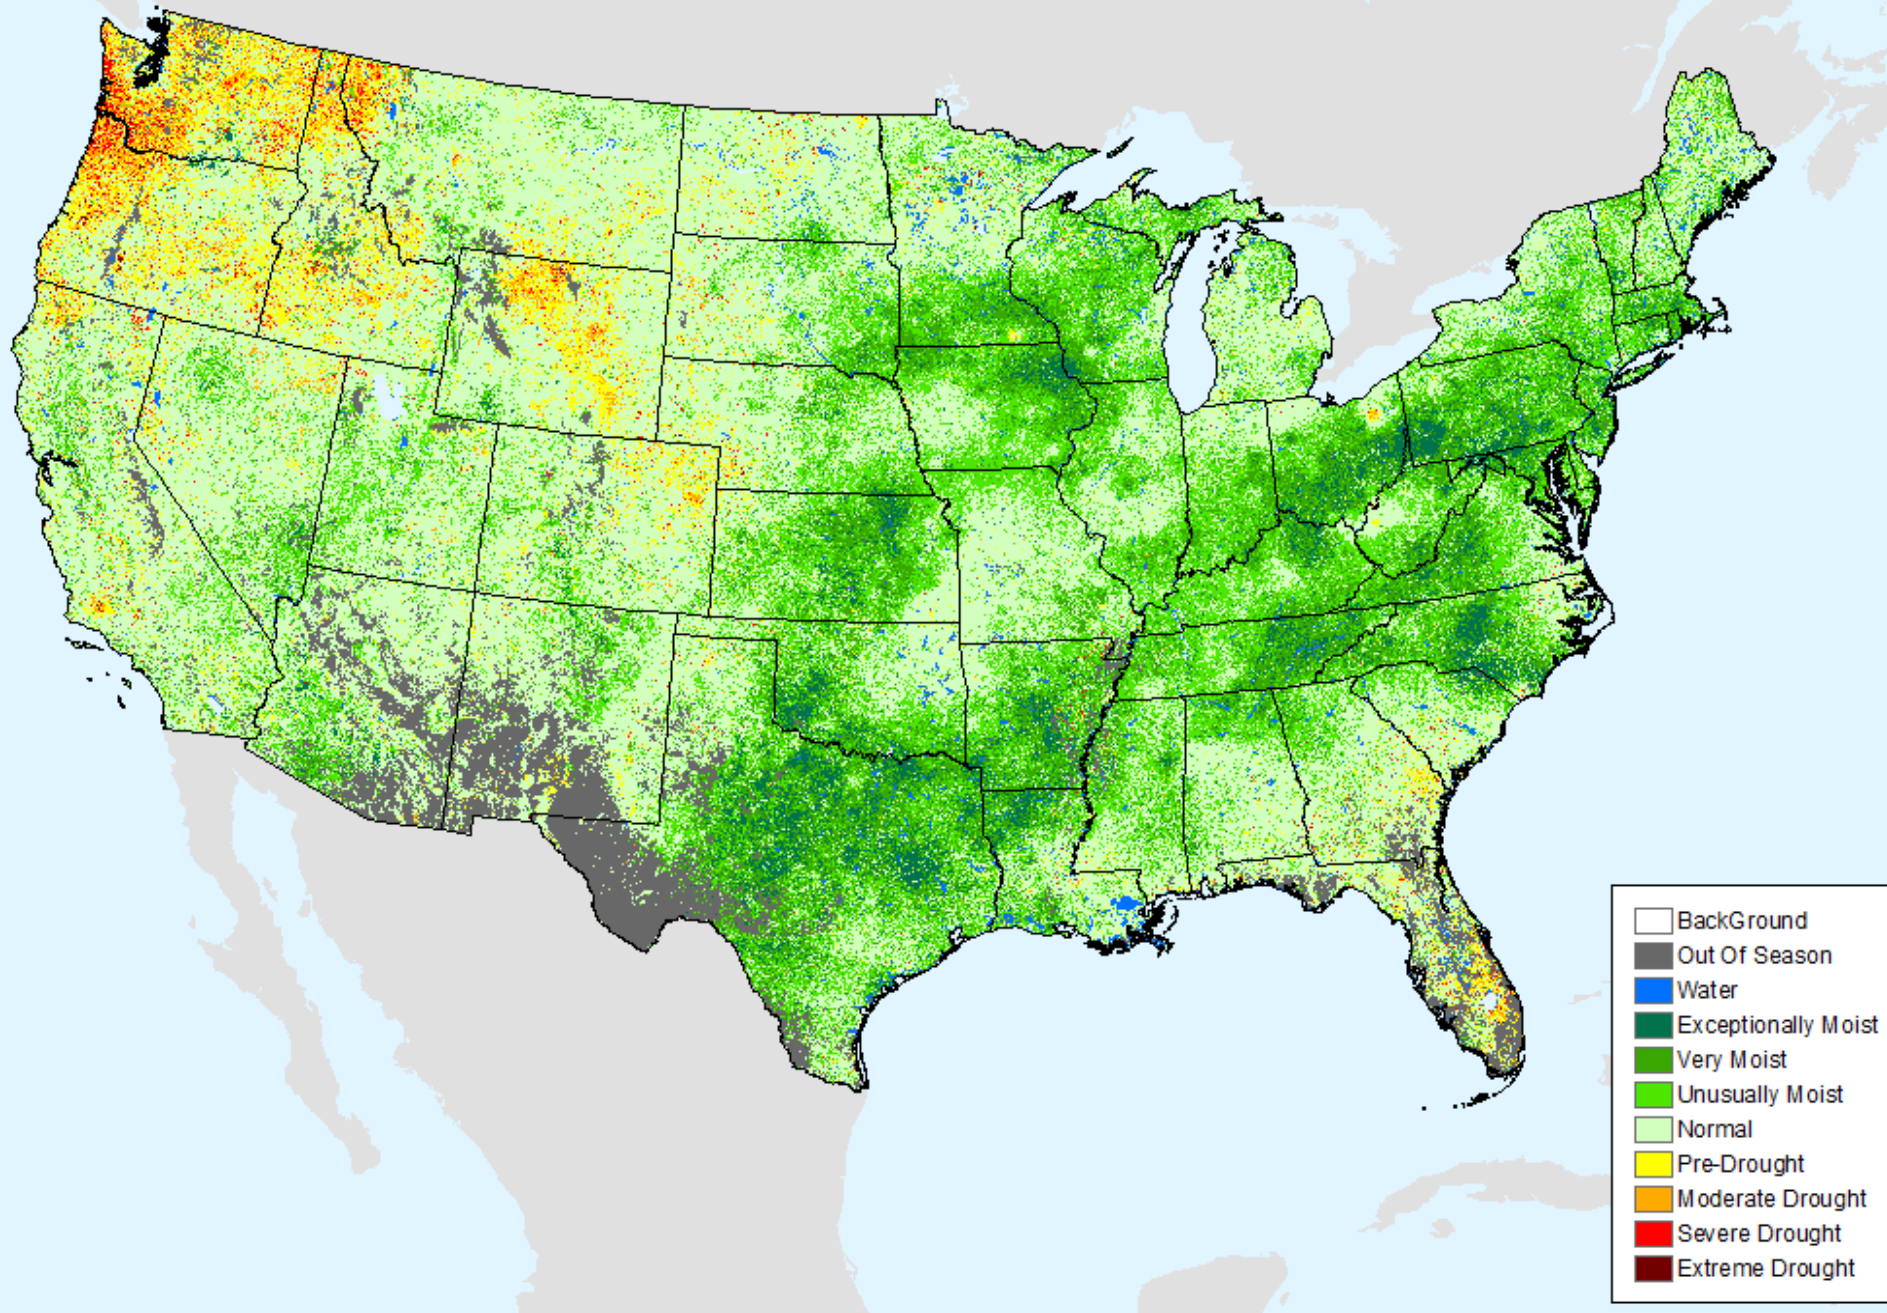 BackGround
Out Of Season
Water
Exceptionally Moist
Very Moist
Unusually Moist
Normal
Pre-Drought
Moderate Drought
Severe Drought
Extreme Drought